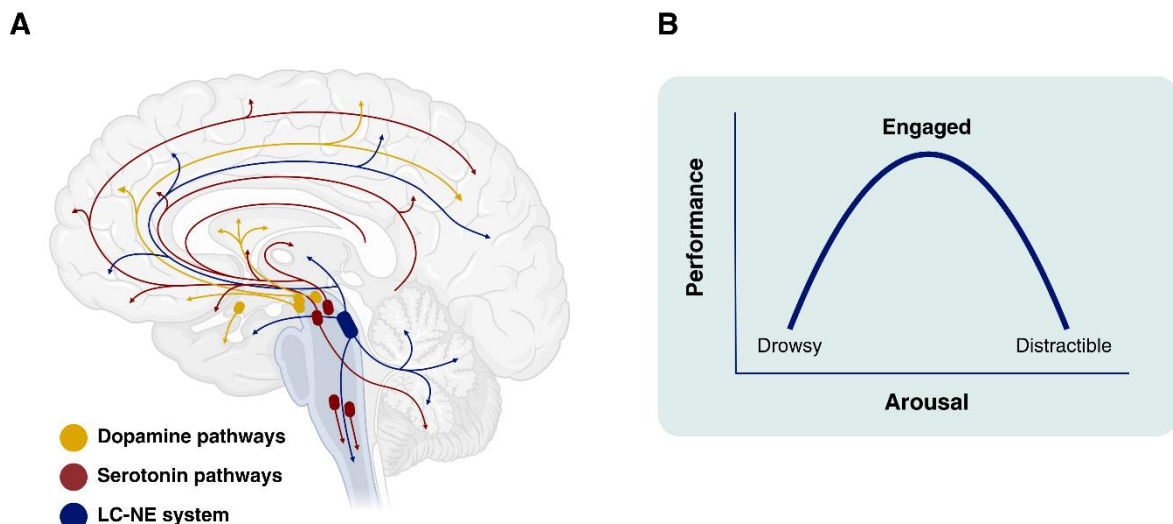 A
Dopamine pathways
Serotonin pathways
LC-NE system
B
Engaged
Performance
Drowsy
Distractible
Arousal